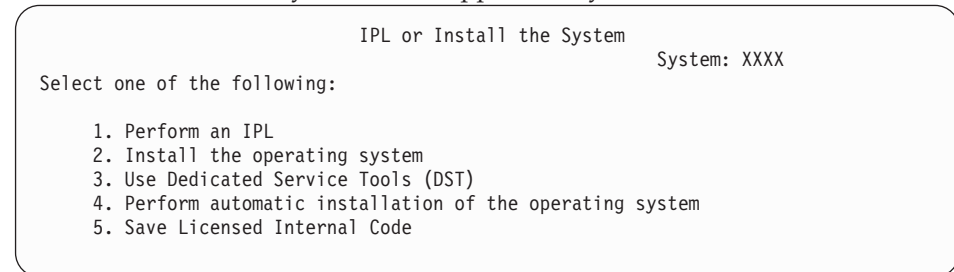 IPL or Install the System
System: XXXX
Select one of the following:
1. Perform an IPL
2. Install the operating system
3. Use Dedicated Service Tools (DST)
4. Perform automatic installation of the operating system
5. Save Licensed Internal Code